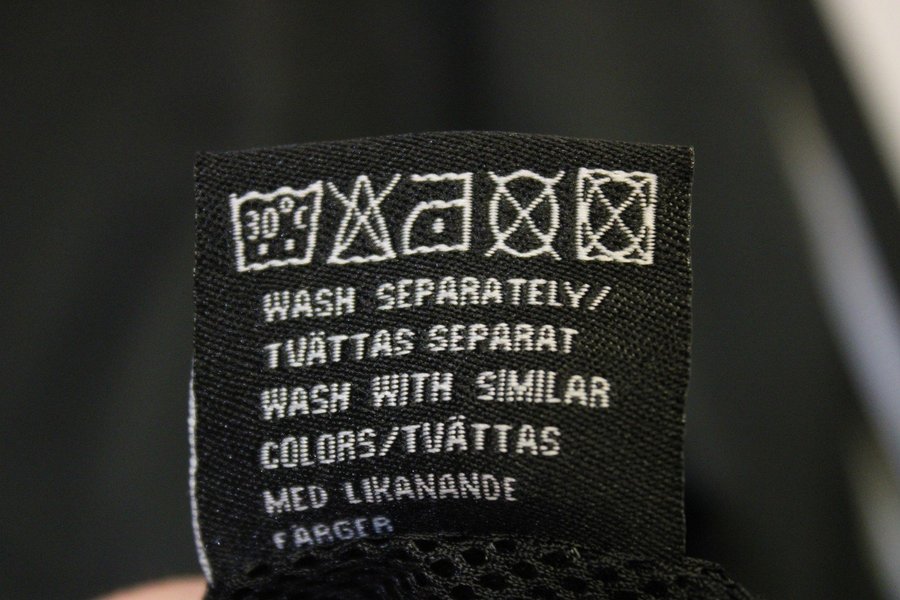 30°C
WASH SEPARATELY/
TVÄTTAS SEPARAT
WASH WITH SIMILAR
COLORS/TVÄTTAS
MED LIKANANDE
FÄRGER